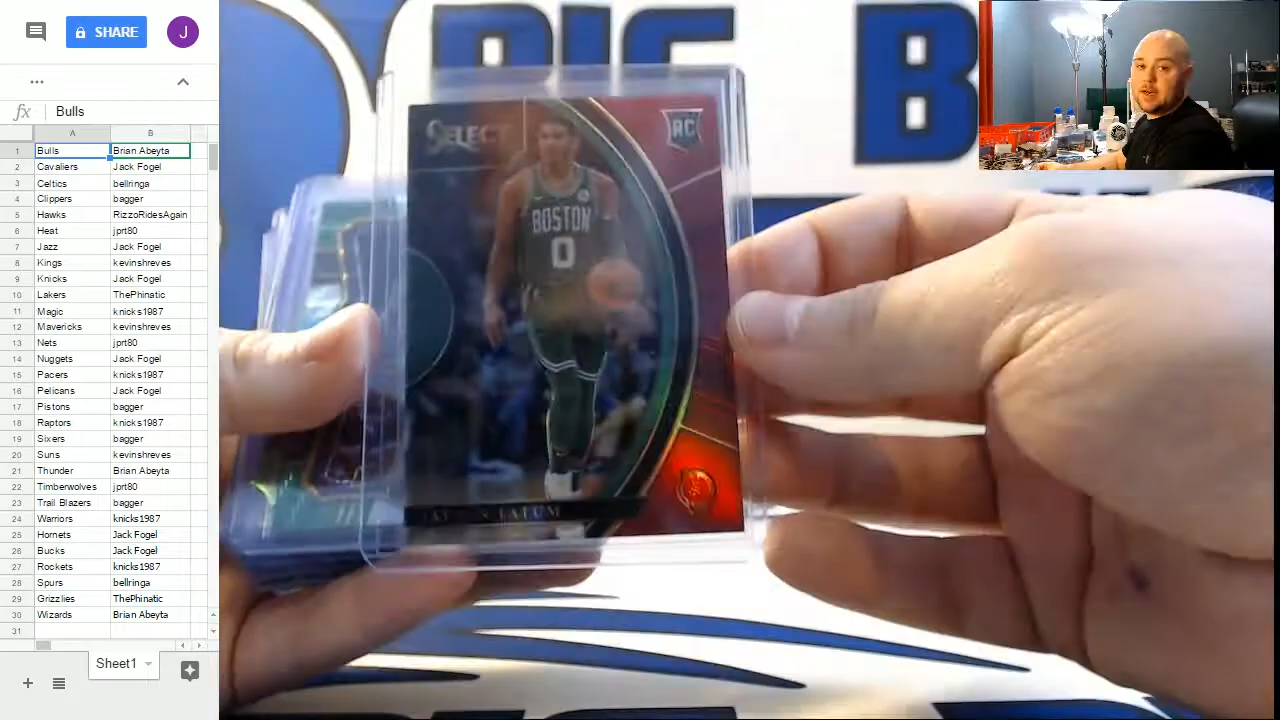 SHARE
J
...
fx Bulls
A B
1 Bulls Brian Abeyta
2 Cavaliers Jack Fogel
3 Celtics bellringa
4 Clippers bagger
5 Hawks RizzoRidesAgain
6 Heat jprt80
7 Jazz Jack Fogel
8 Kings kevinshreves
9 Knicks Jack Fogel
10 Lakers ThePhinatic
11 Magic knicks1987
12 Mavericks kevinshreves
13 Nets jprt80
14 Nuggets Jack Fogel
15 Pacers knicks1987
16 Pelicans Jack Fogel
17 Pistons bagger
18 Raptors knicks1987
19 Sixers bagger
20 Suns kevinshreves
21 Thunder Brian Abeyta
22 Timberwolves jprt80
23 Trail Blazers bagger
24 Warriors knicks1987
25 Hornets Jack Fogel
26 Bucks Jack Fogel
27 Rockets knicks1987
28 Spurs bellringa
29 Grizzlies ThePhinatic
30 Wizards Brian Abeyta
31
Sheet1
BIG B
SELECT
RC
BOSTON
0
TATUM